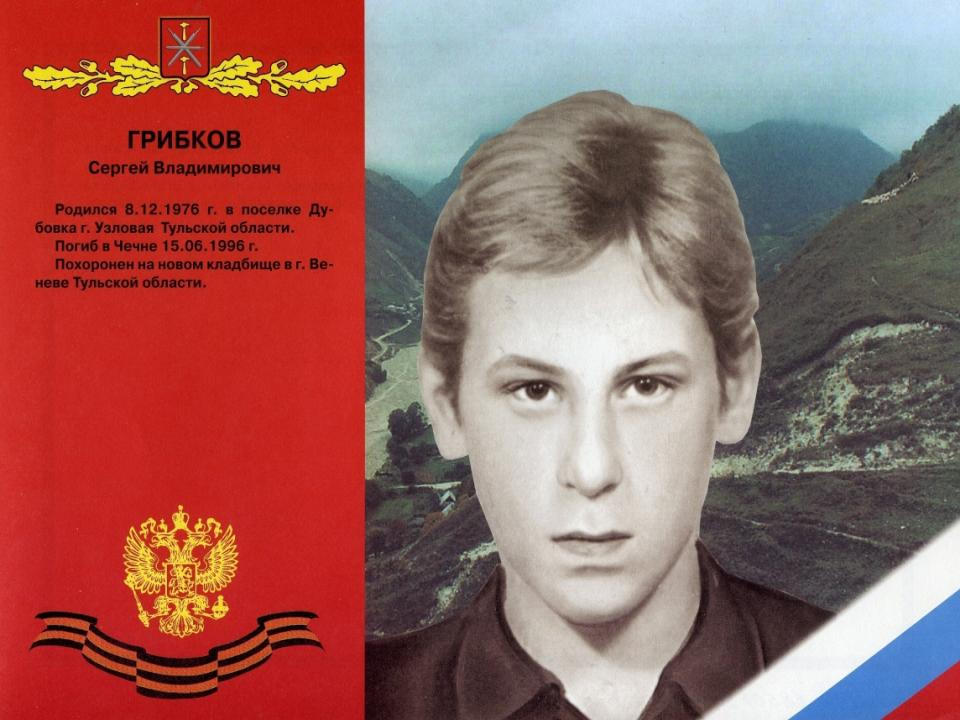 ГРИБКОВ
Сергей Владимирович
Родился 8.12.1976 г. в поселке Ду-
бовка г. Узловая Тульской области.
Погиб в Чечне 15.06.1996 г.
Похоронен на новом кладбище в г. Ве-
неве Тульской области.